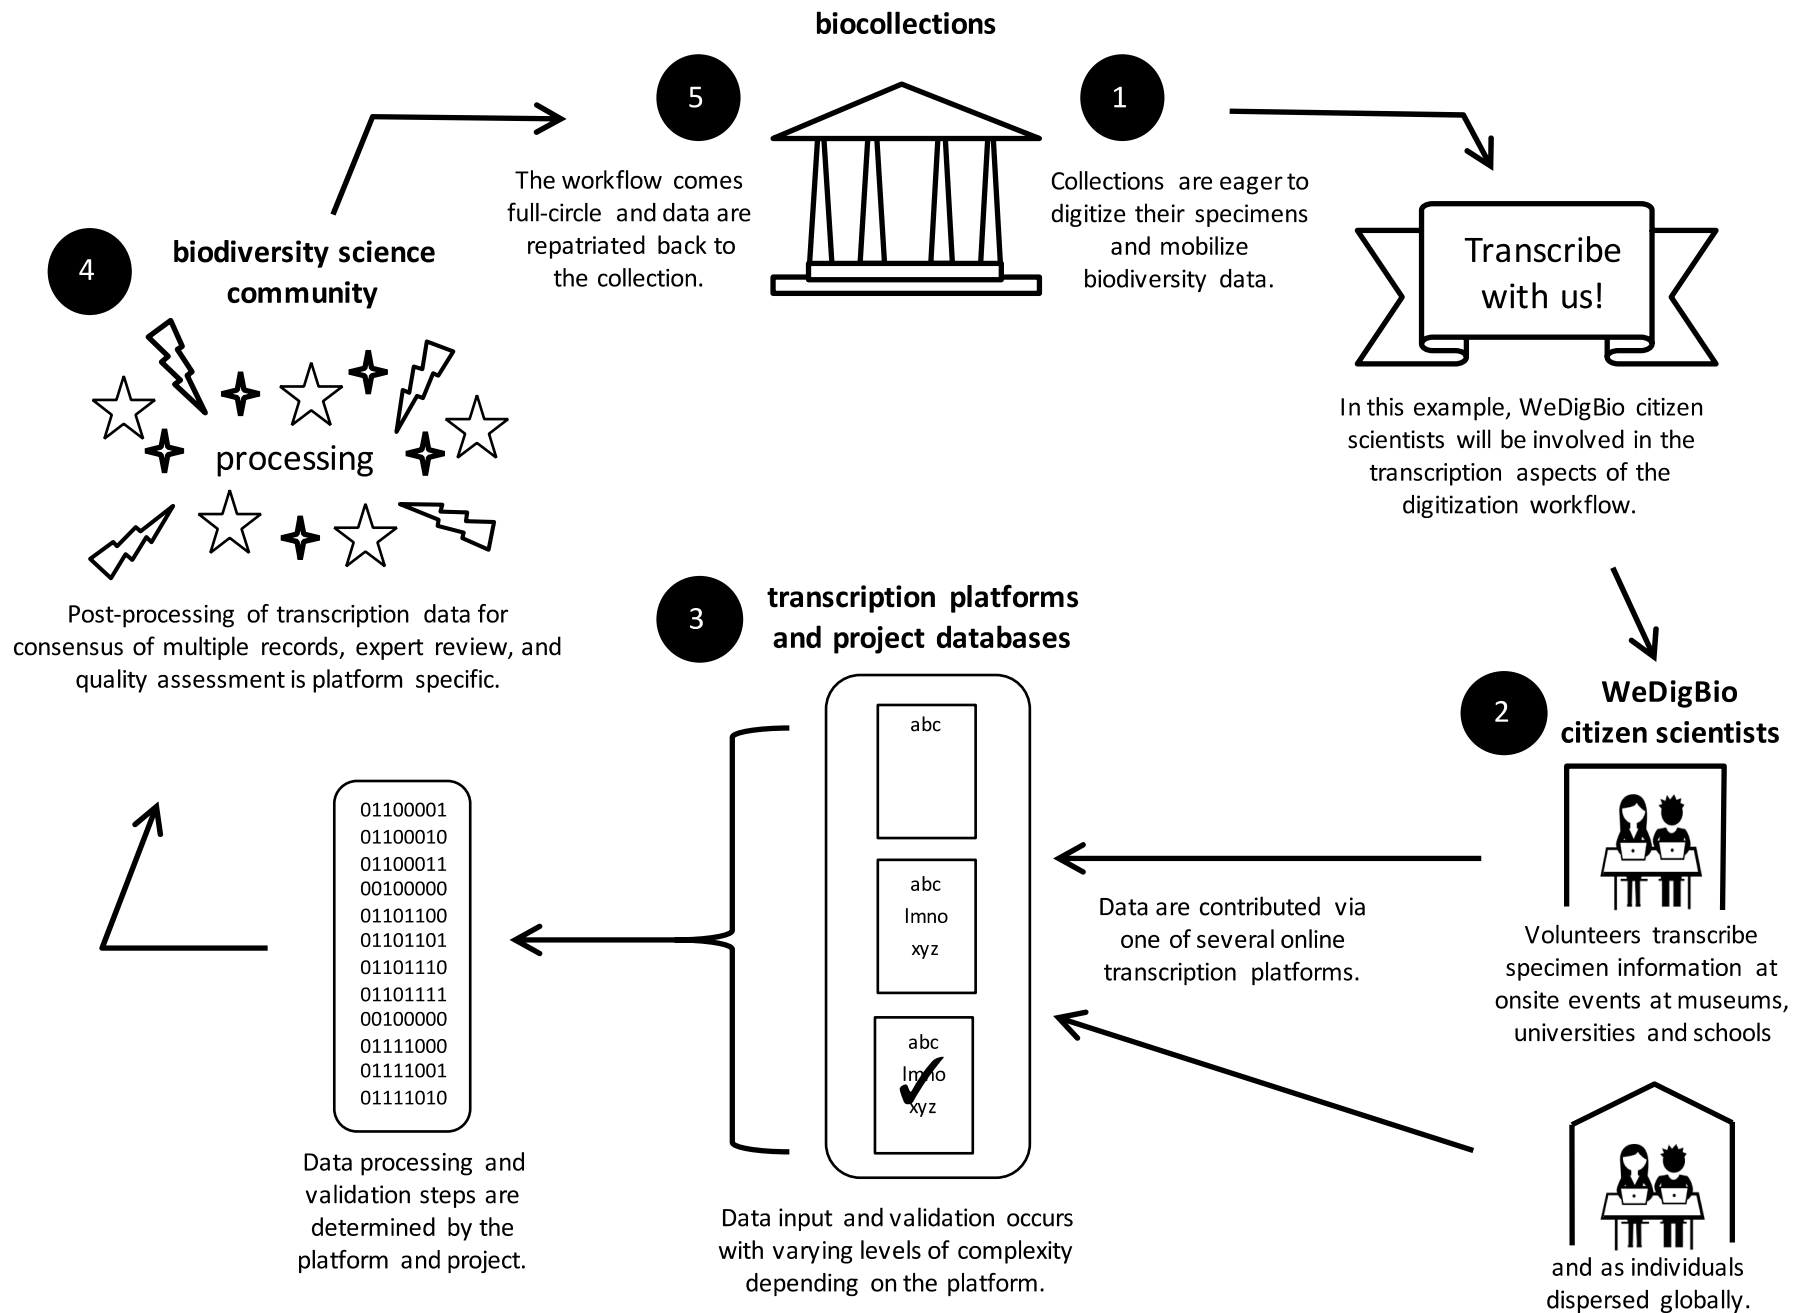 biocollections
1
Collections are eager to
digitize their specimens
and mobilize
biodiversity data.
Transcribe
with us!
In this example, WeDigBio citizen
scientists will be involved in the
transcription aspects of the
digitization workflow.
2
WeDigBio
citizen scientists
Volunteers transcribe
specimen information at
onsite events at museums,
universities and schools
and as individuals
dispersed globally.
Data are contributed via
one of several online
transcription platforms.
3
transcription platforms
and project databases
abc
abc
lmno
xyz
abc
lmno
xyz
Data input and validation occurs
with varying levels of complexity
depending on the platform.
01100001
01100010
01100011
00100000
01101100
01101101
01101110
01101111
00100000
01111000
01111001
01111010
Data processing and
validation steps are
determined by the
platform and project.
4
biodiversity science
community
processing
Post-processing of transcription data for
consensus of multiple records, expert review, and
quality assessment is platform specific.
5
The workflow comes
full-circle and data are
repatriated back to
the collection.